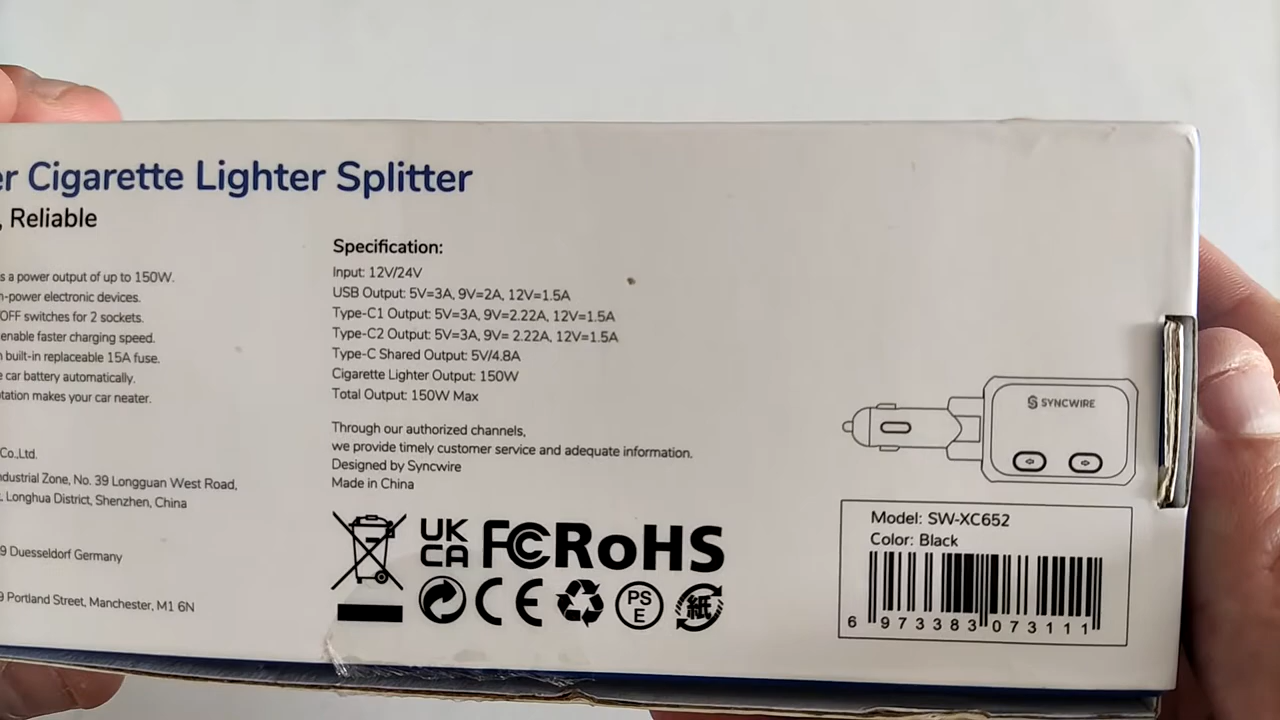 er Cigarette Lighter Splitter
, Reliable
s a power output of up to 150W.
n-power electronic devices.
OFF switches for 2 sockets.
enable faster charging speed.
n built-in replaceable 15A fuse.
e car battery automatically.
tation makes your car neater.
Co.,Ltd.
ndustrial Zone, No. 39 Longguan West Road,
, Longhua District, Shenzhen, China
9 Duesseldorf Germany
9 Portland Street, Manchester, M1 6N
Specification:
Input: 12V/24V
USB Output: 5V=3A, 9V=2A, 12V=1.5A
Type-C1 Output: 5V=3A, 9V=2.22A, 12V=1.5A
Type-C2 Output: 5V=3A, 9V= 2.22A, 12V=1.5A
Type-C Shared Output: 5V/4.8A
Cigarette Lighter Output: 150W
Total Output: 150W Max
Through our authorized channels,
we provide timely customer service and adequate information.
Designed by Syncwire
Made in China
UK
CA
FC RoHS
CE
PS
E
紙
SYNCWIRE
Model: SW-XC652
Color: Black
6 973383 073111